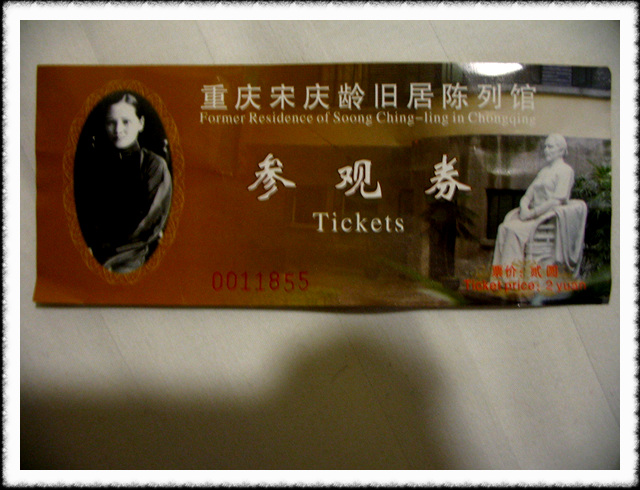 重庆宋庆龄旧居陈列馆
Former Residence of Soong Ching-ling in Chongqing
参观券
Tickets
0011855
票价：贰圆
Ticket price: 2 yuan